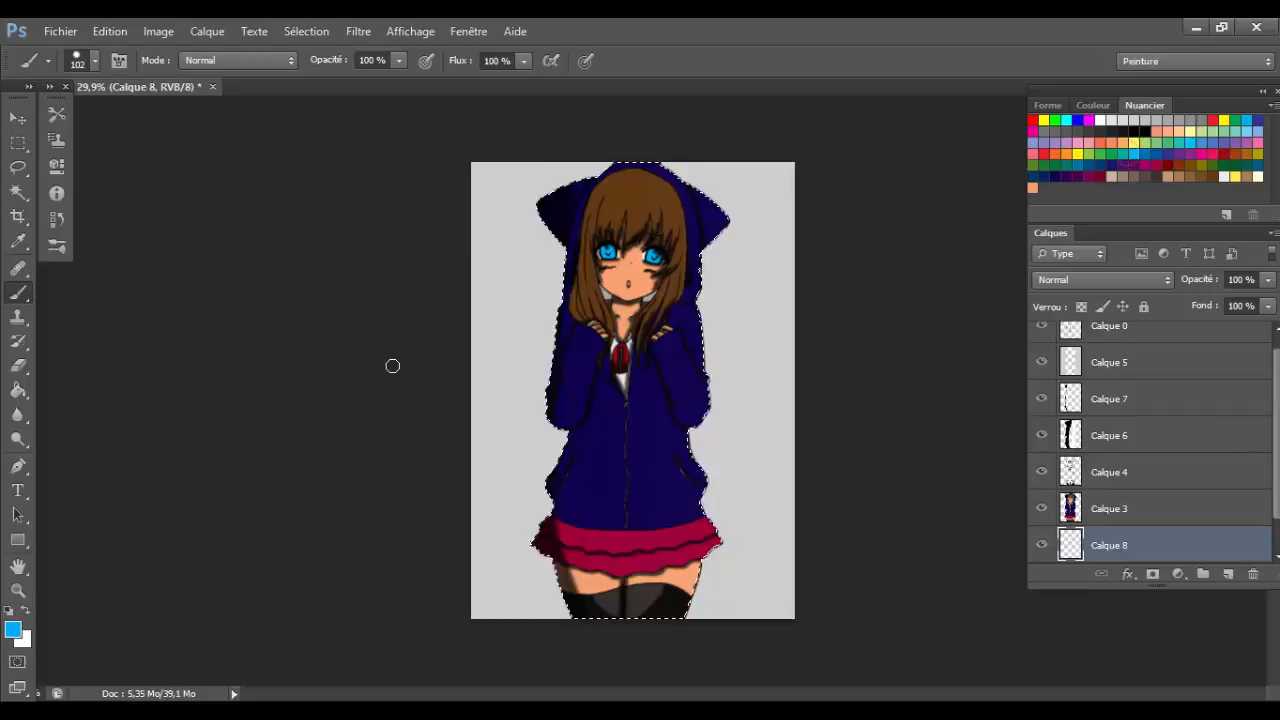 Ps Fichier Edition Image Calque Texte Sélection Filtre Affichage Fenêtre Aide
102 Mode : Normal Opacité : 100 % Flux : 100 % Peinture
29,9% (Calque 8, RVB/8) *
Forme Couleur Nuancier
Calques
Type
Normal Opacité : 100 %
Verrou : Fond : 100 %
Calque 0
Calque 5
Calque 7
Calque 6
Calque 4
Calque 3
Calque 8
T
fx
% Doc : 5,35 Mo/39,1 Mo